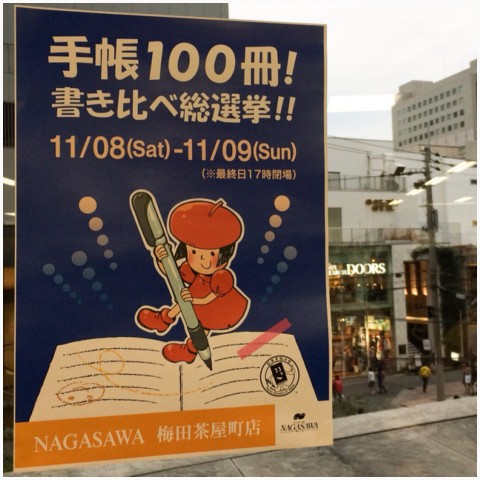 手帳100冊!
書き比べ総選挙!!
11/08(Sat)-11/09(Sun)
(※最終日17時閉場)
NAGASAWA 梅田茶屋町店
NAGASAWA
DOORS